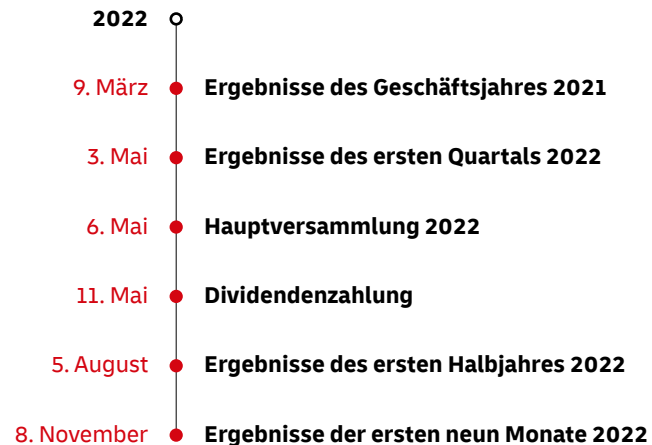 2022
9. März Ergebnisse des Geschäftsjahres 2021
3. Mai Ergebnisse des ersten Quartals 2022
6. Mai Hauptversammlung 2022
11. Mai Dividendenzahlung
5. August Ergebnisse des ersten Halbjahres 2022
8. November Ergebnisse der ersten neun Monate 2022